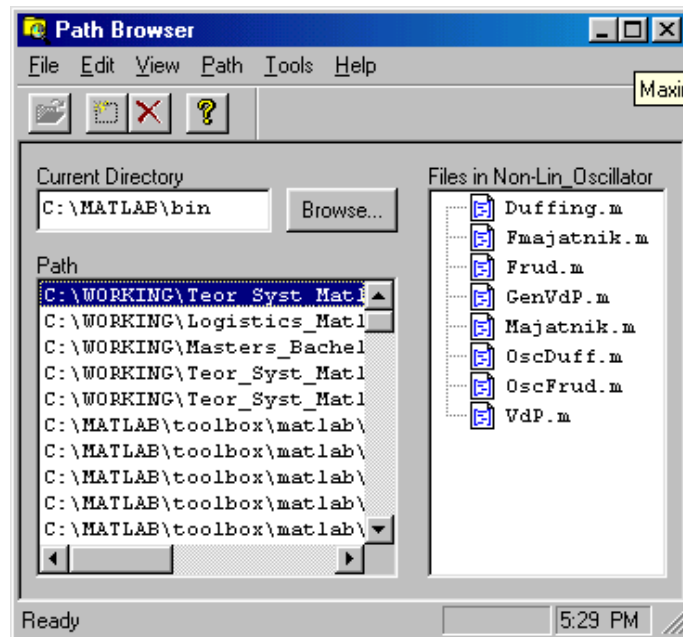 Path Browser
File Edit View Path Tools Help
Maxi
Current Directory
C:\MATLAB\bin
Browse...
Path
C:\WORKING\Teor_Syst_Matl
C:\WORKING\Logistics_Matl
C:\WORKING\Masters_Bachel
C:\WORKING\Teor_Syst_Matl
C:\WORKING\Teor_Syst_Matl
C:\MATLAB\toolbox\matlab\
C:\MATLAB\toolbox\matlab\
C:\MATLAB\toolbox\matlab\
C:\MATLAB\toolbox\matlab\
C:\MATLAB\toolbox\matlab\
Files in Non-Lin_Oscillator
Duffing.m
Fmajatnik.m
Frud.m
GenVdP.m
Majatnik.m
OscDuff.m
OscFrud.m
VdP.m
Ready
5:29 PM